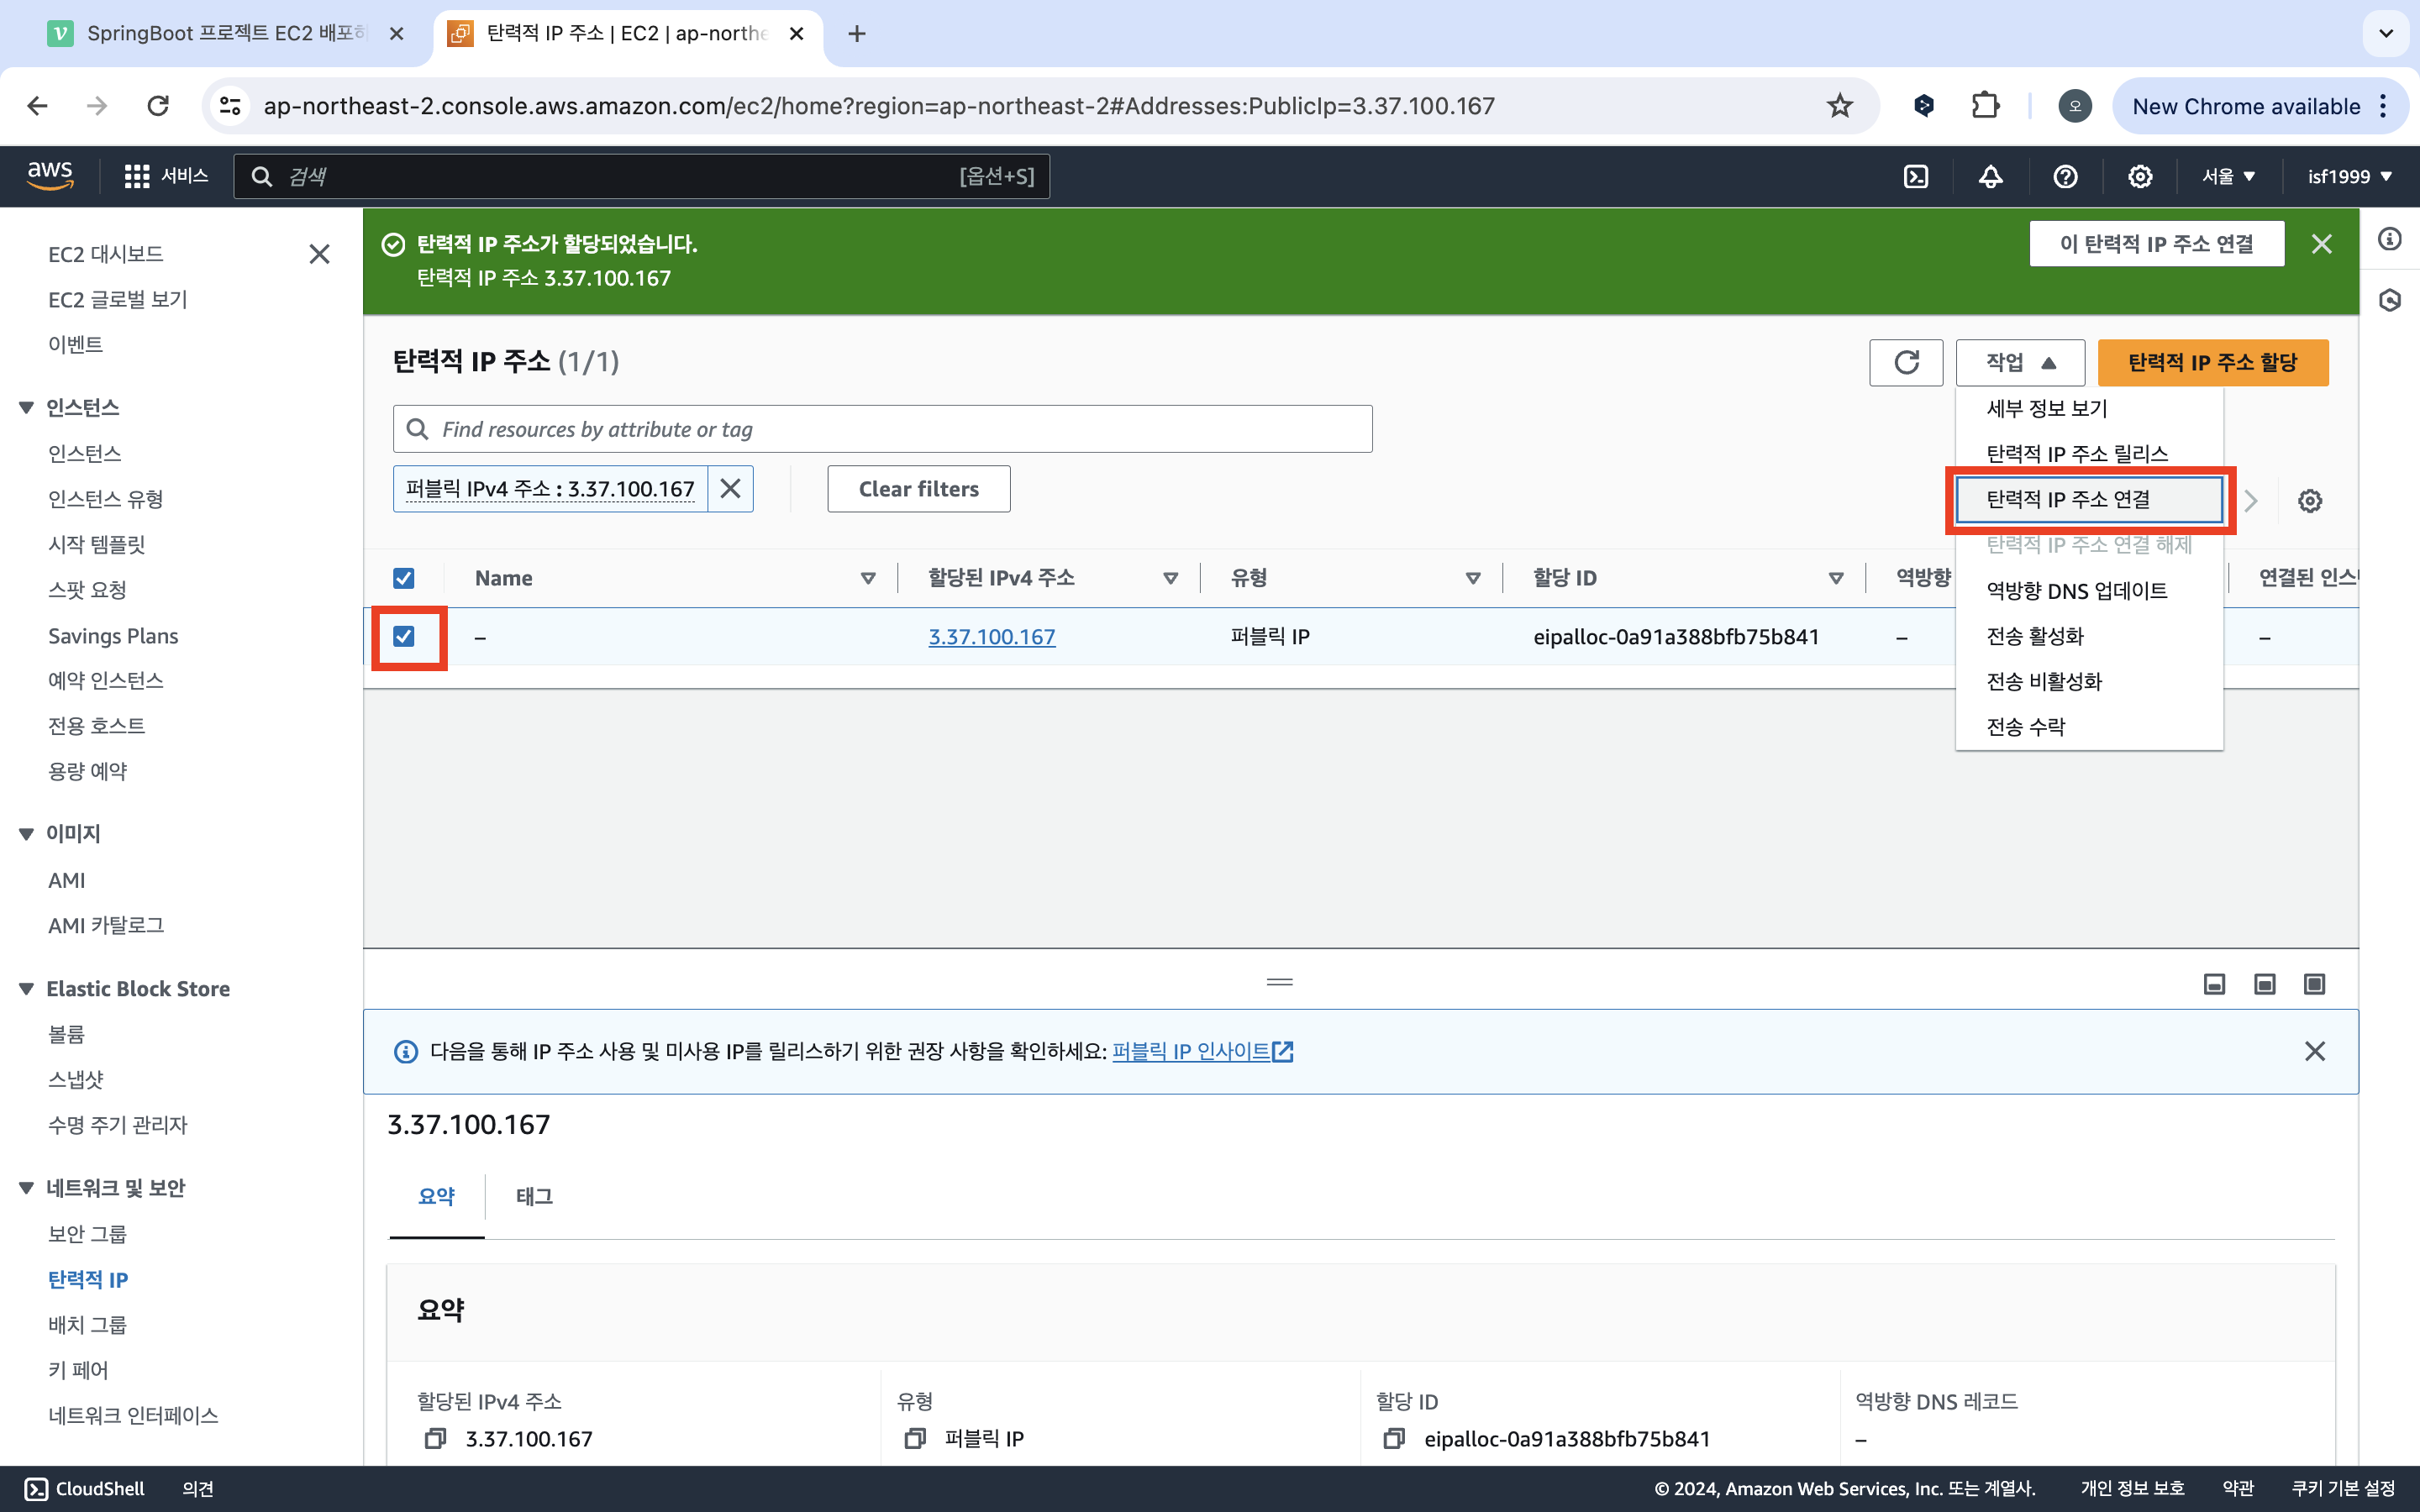 SpringBoot 프로젝트 EC2 배포하
탄력적 IP 주소 | EC2 | ap-northe
ap-northeast-2.console.aws.amazon.com/ec2/home?region=ap-northeast-2#Addresses:PublicIp=3.37.100.167
오
New Chrome available
aws
서비스
검색
[옵션+S]
서울
isf1999
EC2 대시보드
EC2 글로벌 보기
이벤트
인스턴스
인스턴스
인스턴스 유형
시작 템플릿
스팟 요청
Savings Plans
예약 인스턴스
전용 호스트
용량 예약
이미지
AMI
AMI 카탈로그
Elastic Block Store
볼륨
스냅샷
수명 주기 관리자
네트워크 및 보안
보안 그룹
탄력적 IP
배치 그룹
키 페어
네트워크 인터페이스
탄력적 IP 주소가 할당되었습니다.
탄력적 IP 주소 3.37.100.167
이 탄력적 IP 주소 연결
탄력적 IP 주소 (1/1)
작업
탄력적 IP 주소 할당
Find resources by attribute or tag
퍼블릭 IPv4 주소 : 3.37.100.167
Clear filters
세부 정보 보기
탄력적 IP 주소 릴리스
탄력적 IP 주소 연결
탄력적 IP 주소 연결 해제
역방향 DNS 업데이트
전송 활성화
전송 비활성화
전송 수락
Name
할당된 IPv4 주소
유형
할당 ID
역방향
연결된 인스
–
3.37.100.167
퍼블릭 IP
eipalloc-0a91a388bfb75b841
–
–
다음을 통해 IP 주소 사용 및 미사용 IP를 릴리스하기 위한 권장 사항을 확인하세요: 퍼블릭 IP 인사이트
3.37.100.167
요약
태그
요약
할당된 IPv4 주소
3.37.100.167
유형
퍼블릭 IP
할당 ID
eipalloc-0a91a388bfb75b841
역방향 DNS 레코드
–
CloudShell
의견
© 2024, Amazon Web Services, Inc. 또는 계열사.
개인 정보 보호
약관
쿠키 기본 설정